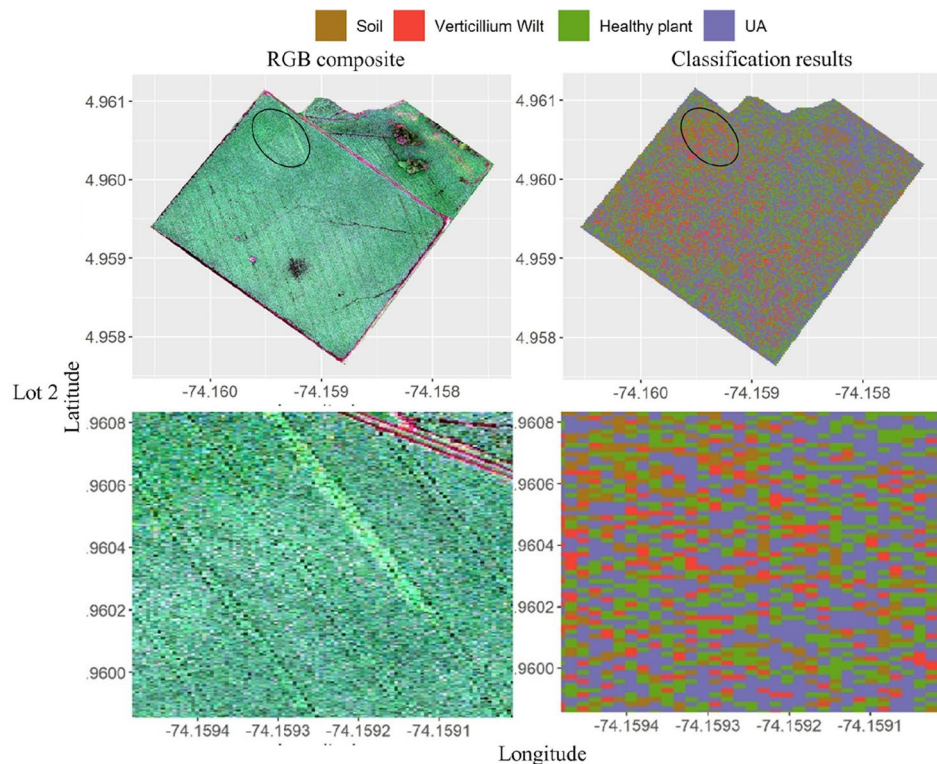 Soil Verticillium Wilt Healthy plant UA
RGB composite Classification results
4.961 4.961
4.960 4.960
4.959 4.959
4.958 4.958
-74.160 -74.159 -74.158 -74.160 -74.159 -74.158
Lot 2
Latitude
.9608 .9608
.9606 .9606
.9604 .9604
.9602 .9602
.9600 .9600
-74.1594 -74.1593 -74.1592 -74.1591 -74.1594 -74.1593 -74.1592 -74.1591
Longitude